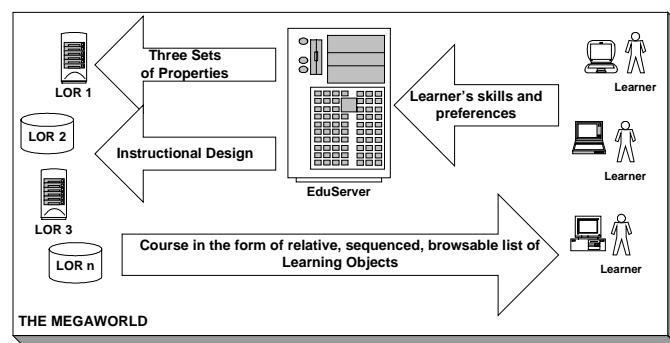 Three Sets
of Properties
LOR 1
Learner's skills and
preferences
Learner
LOR 2
Instructional Design
EduServer
Learner
LOR 3
LOR n
Course in the form of relative, sequenced, browsable list of
Learning Objects
Learner
THE MEGAWORLD